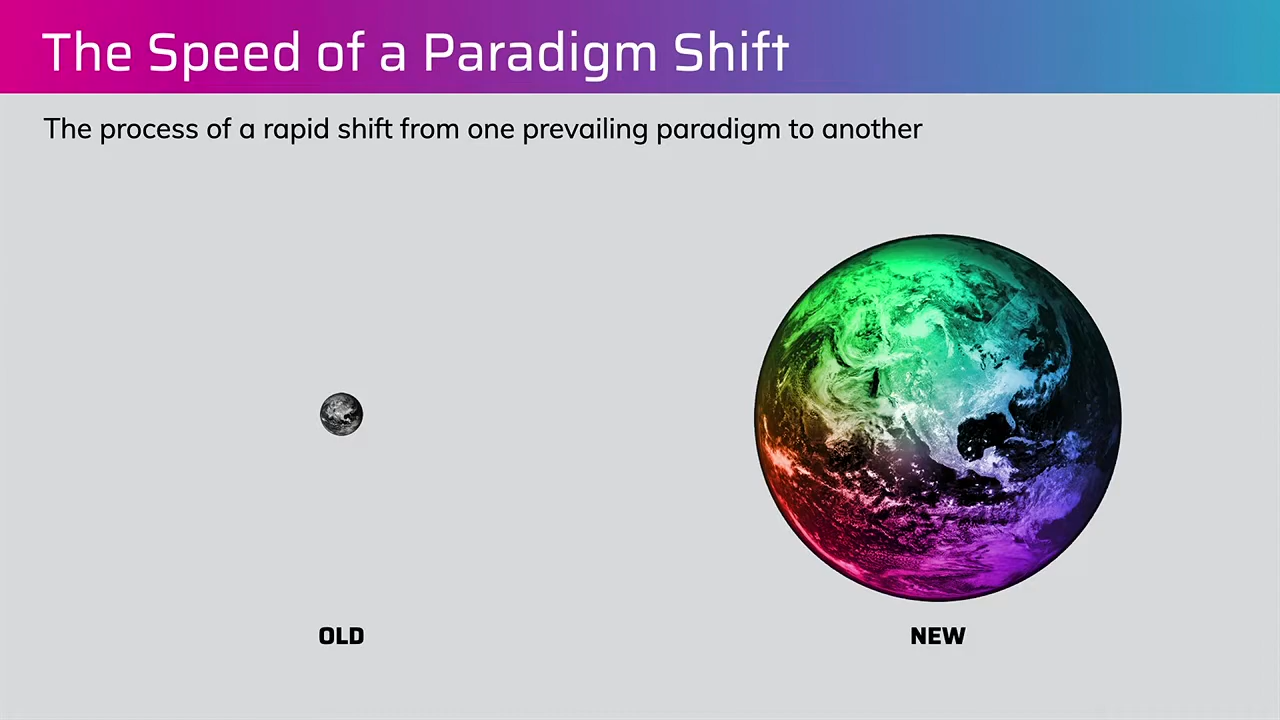 The Speed of a Paradigm Shift
The process of a rapid shift from one prevailing paradigm to another
OLD
NEW